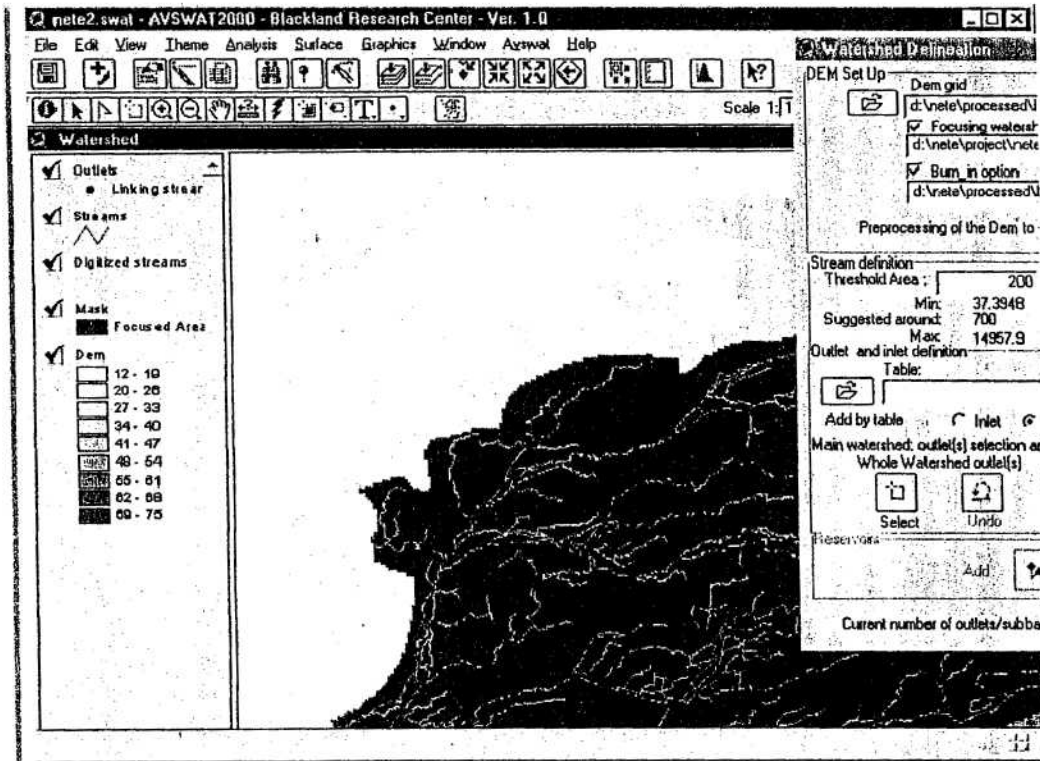 nete2.swat - AVSWAT2000 - Blackland Research Center - Ver. 1.0
File Edit View Theme Analysis Surface Graphics Window Avswat Help
Scale 1:
Watershed
Outlets
Linking strear
Streams
Digitized streams
Mask
Focused Area
Dem
12 - 19
20 - 26
27 - 33
34 - 40
41 - 47
48 - 54
55 - 61
62 - 68
69 - 75
Watershed Delineation
DEM Set Up
Dem grid
d:\nete\processed\
Focusing watersh
d:\nete\project\nete
Burn_in option
d:\nete\processed\
Preprocessing of the Dem to
Stream definition
Threshold Area : 200
Min: 37.3948
Suggested around: 700
Max: 14957.9
Outlet and inlet definition
Table:
Add by table Inlet
Main watershed: outlet(s) selection an
Whole Watershed outlet(s)
Select Undo
Reservoirs
Add
Current number of outlets/subba